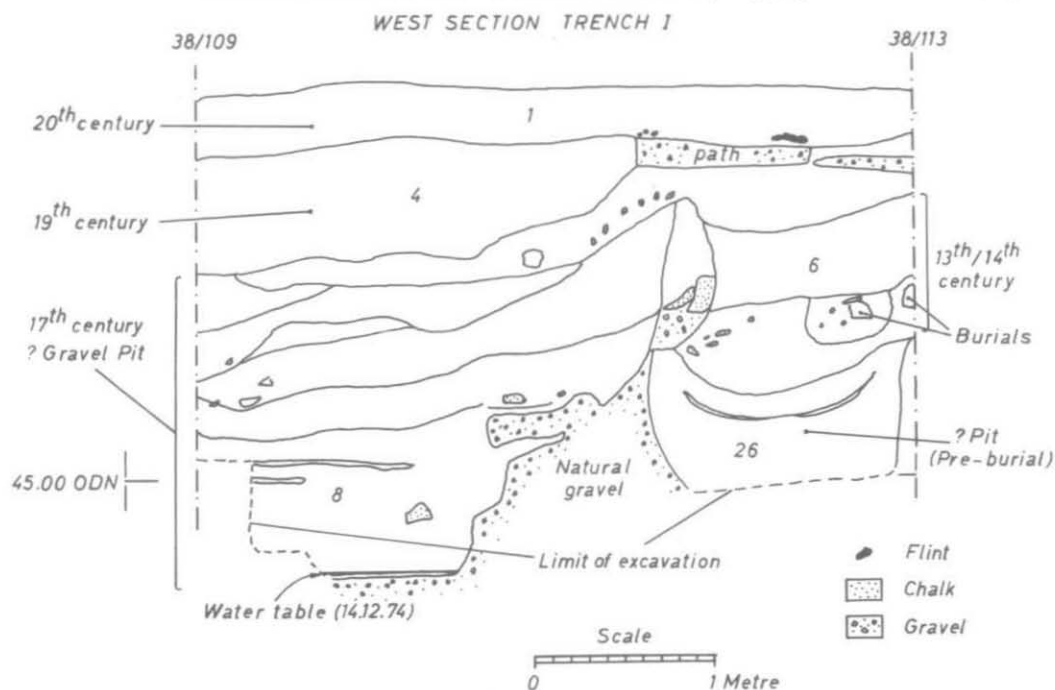 WEST SECTION TRENCH I
38/109
38/113
20th century
1
path
4
19th century
6
13th/14th
century
Burials
17th century
? Gravel Pit
? Pit
(Pre-burial)
26
Natural
gravel
45.00 ODN
8
Limit of excavation
Flint
Chalk
Gravel
Water table (14.12.74)
Scale
0
1 Metre